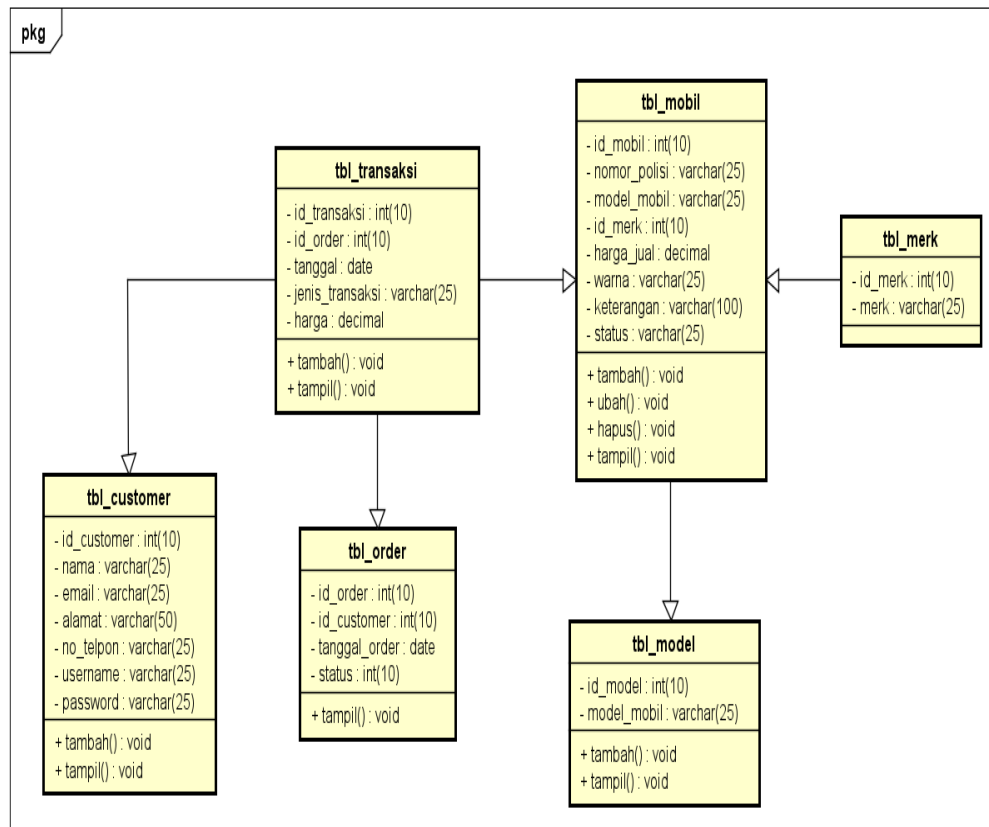 pkg
tbl_transaksi
- id_transaksi : int(10)
- id_order : int(10)
- tanggal : date
- jenis_transaksi : varchar(25)
- harga : decimal
+ tambah() : void
+ tampil() : void
tbl_mobil
- id_mobil : int(10)
- nomor_polisi : varchar(25)
- model_mobil : varchar(25)
- id_merk : int(10)
- harga_jual : decimal
- warna : varchar(25)
- keterangan : varchar(100)
- status : varchar(25)
+ tambah() : void
+ ubah() : void
+ hapus() : void
+ tampil() : void
tbl_merk
- id_merk : int(10)
- merk : varchar(25)
tbl_customer
- id_customer : int(10)
- nama : varchar(25)
- email : varchar(25)
- alamat : varchar(50)
- no_telpon : varchar(25)
- username : varchar(25)
- password : varchar(25)
+ tambah() : void
+ tampil() : void
tbl_order
- id_order : int(10)
- id_customer : int(10)
- tanggal_order : date
- status : int(10)
+ tampil() : void
tbl_model
- id_model : int(10)
- model_mobil : varchar(25)
+ tambah() : void
+ tampil() : void